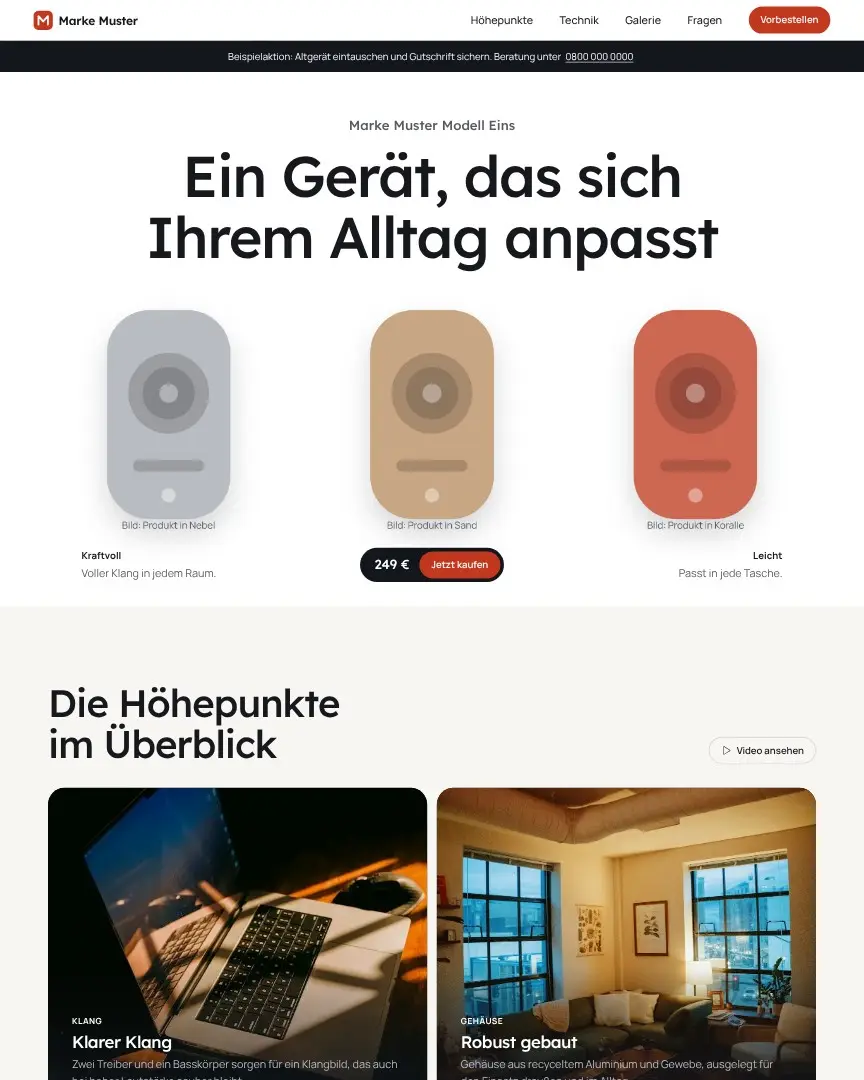 Marke Muster
Höhepunkte Technik Galerie Fragen Vorbestellen
Beispielaktion: Altgerät eintauschen und Gutschrift sichern. Beratung unter 0800 000 0000
Marke Muster Modell Eins
Ein Gerät, das sich
Ihrem Alltag anpasst
Bild: Produkt in Nebel
Bild: Produkt in Sand
Bild: Produkt in Koralle
Kraftvoll
Voller Klang in jedem Raum.
249 € Jetzt kaufen
Leicht
Passt in jede Tasche.
Die Höhepunkte
im Überblick
Video ansehen
KLANG
Klarer Klang
Zwei Treiber und ein Basskörper sorgen für ein Klangbild, das auch
GEHÄUSE
Robust gebaut
Gehäuse aus recyceltem Aluminium und Gewebe, ausgelegt für